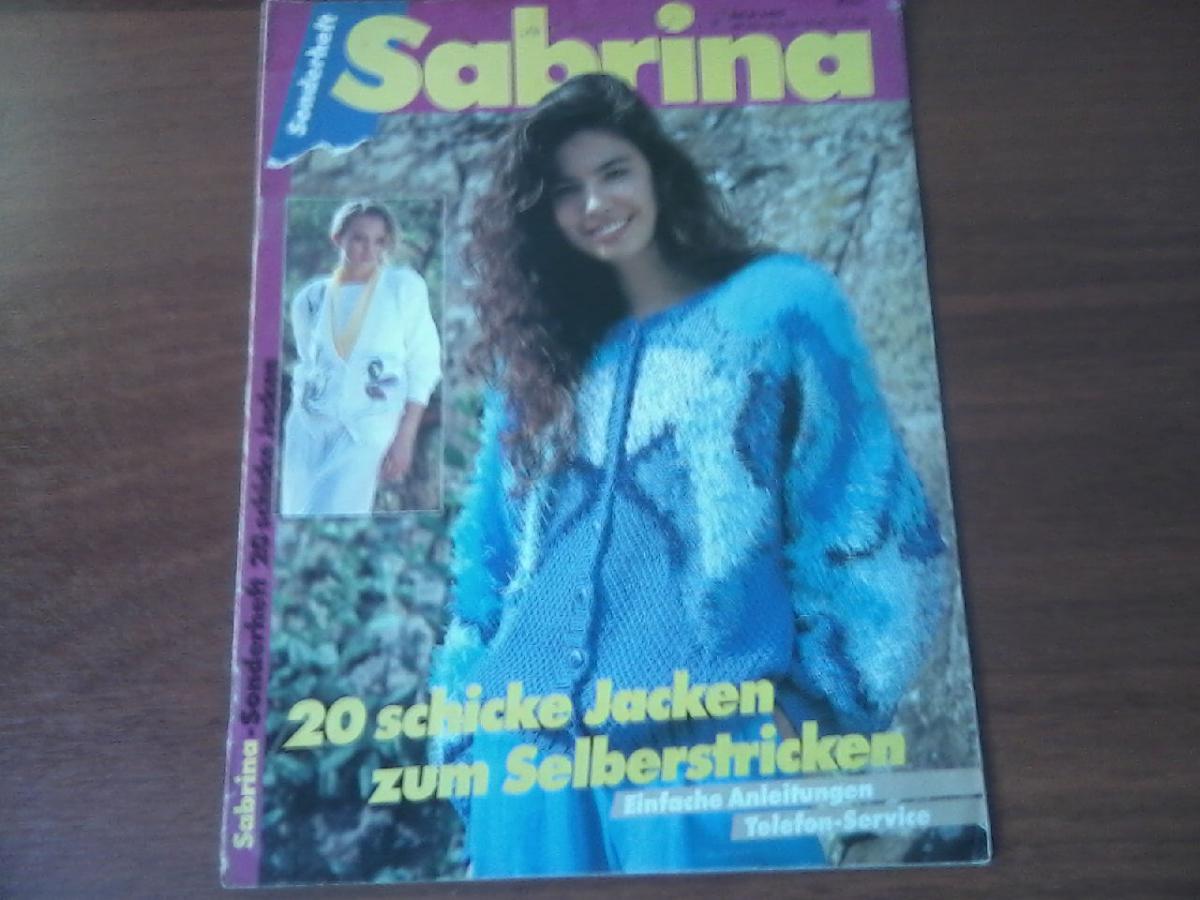 Sonderheft
Sabrina
20 schicke Jacken
zum Selberstricken
Einfache Anleitungen
Telefon-Service
Sabrina - Sonderheft 20 schicke Jacken